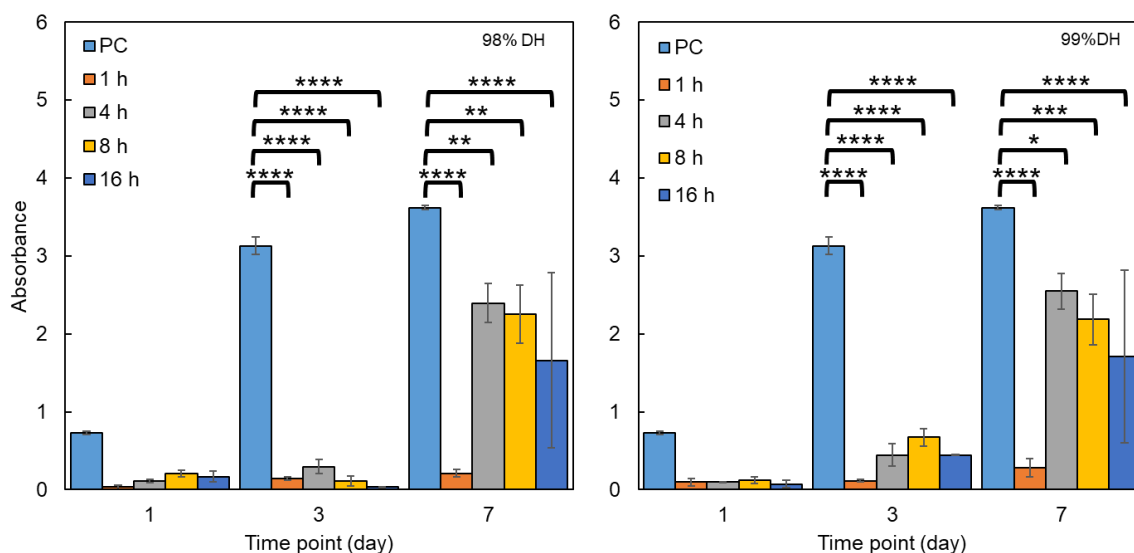 98% DH
PC
1 h
4 h
8 h
16 h
****
****
****
****
****
**
**
****
Absorbance
6
5
4
3
2
1
0
1
3
7
Time point (day)
99%DH
PC
1 h
4 h
8 h
16 h
****
****
****
****
****
***
*
****
6
5
4
3
2
1
0
1
3
7
Time point (day)